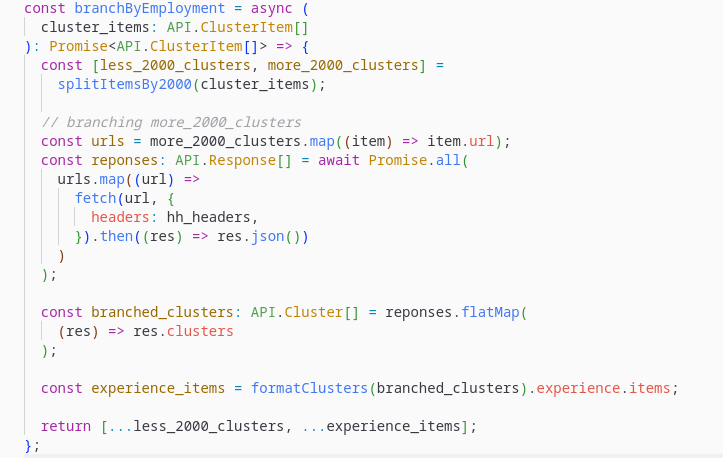 const branchByEmployment = async (
cluster_items: API.ClusterItem[]
): Promise<API.ClusterItem[]> => {
const [less_2000_clusters, more_2000_clusters] =
splitItemsBy2000(cluster_items);
// branching more_2000_clusters
const urls = more_2000_clusters.map((item) => item.url);
const reponses: API.Response[] = await Promise.all(
urls.map((url) =>
fetch(url, {
headers: hh_headers,
}).then((res) => res.json())
)
);
const branched_clusters: API.Cluster[] = reponses.flatMap(
(res) => res.clusters
);
const experience_items = formatClusters(branched_clusters).experience.items;
return [...less_2000_clusters, ...experience_items];
};